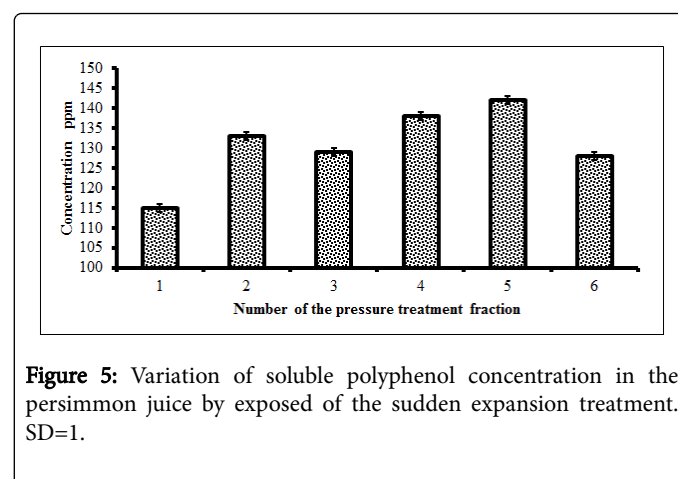 150
145
140
135
130
125
120
115
110
105
100
Concentration ppm
1 2 3 4 5 6
Number of the pressure treatment fraction
Figure 5: Variation of soluble polyphenol concentration in the
persimmon juice by exposed of the sudden expansion treatment.
SD=1.